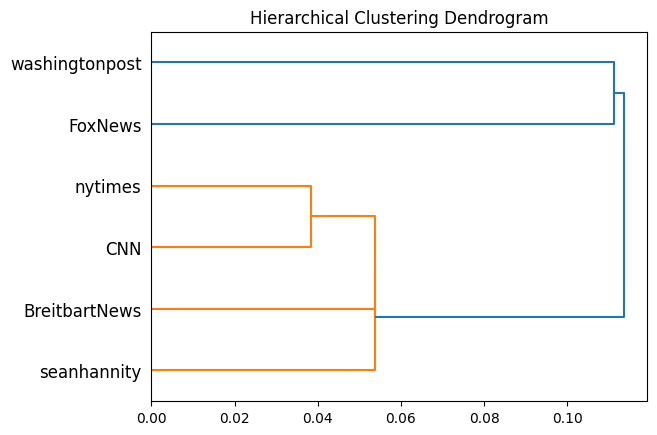 Hierarchical Clustering Dendrogram
washingtonpost
FoxNews
nytimes
CNN
BreitbartNews
seanhannity
0.00 0.02 0.04 0.06 0.08 0.10